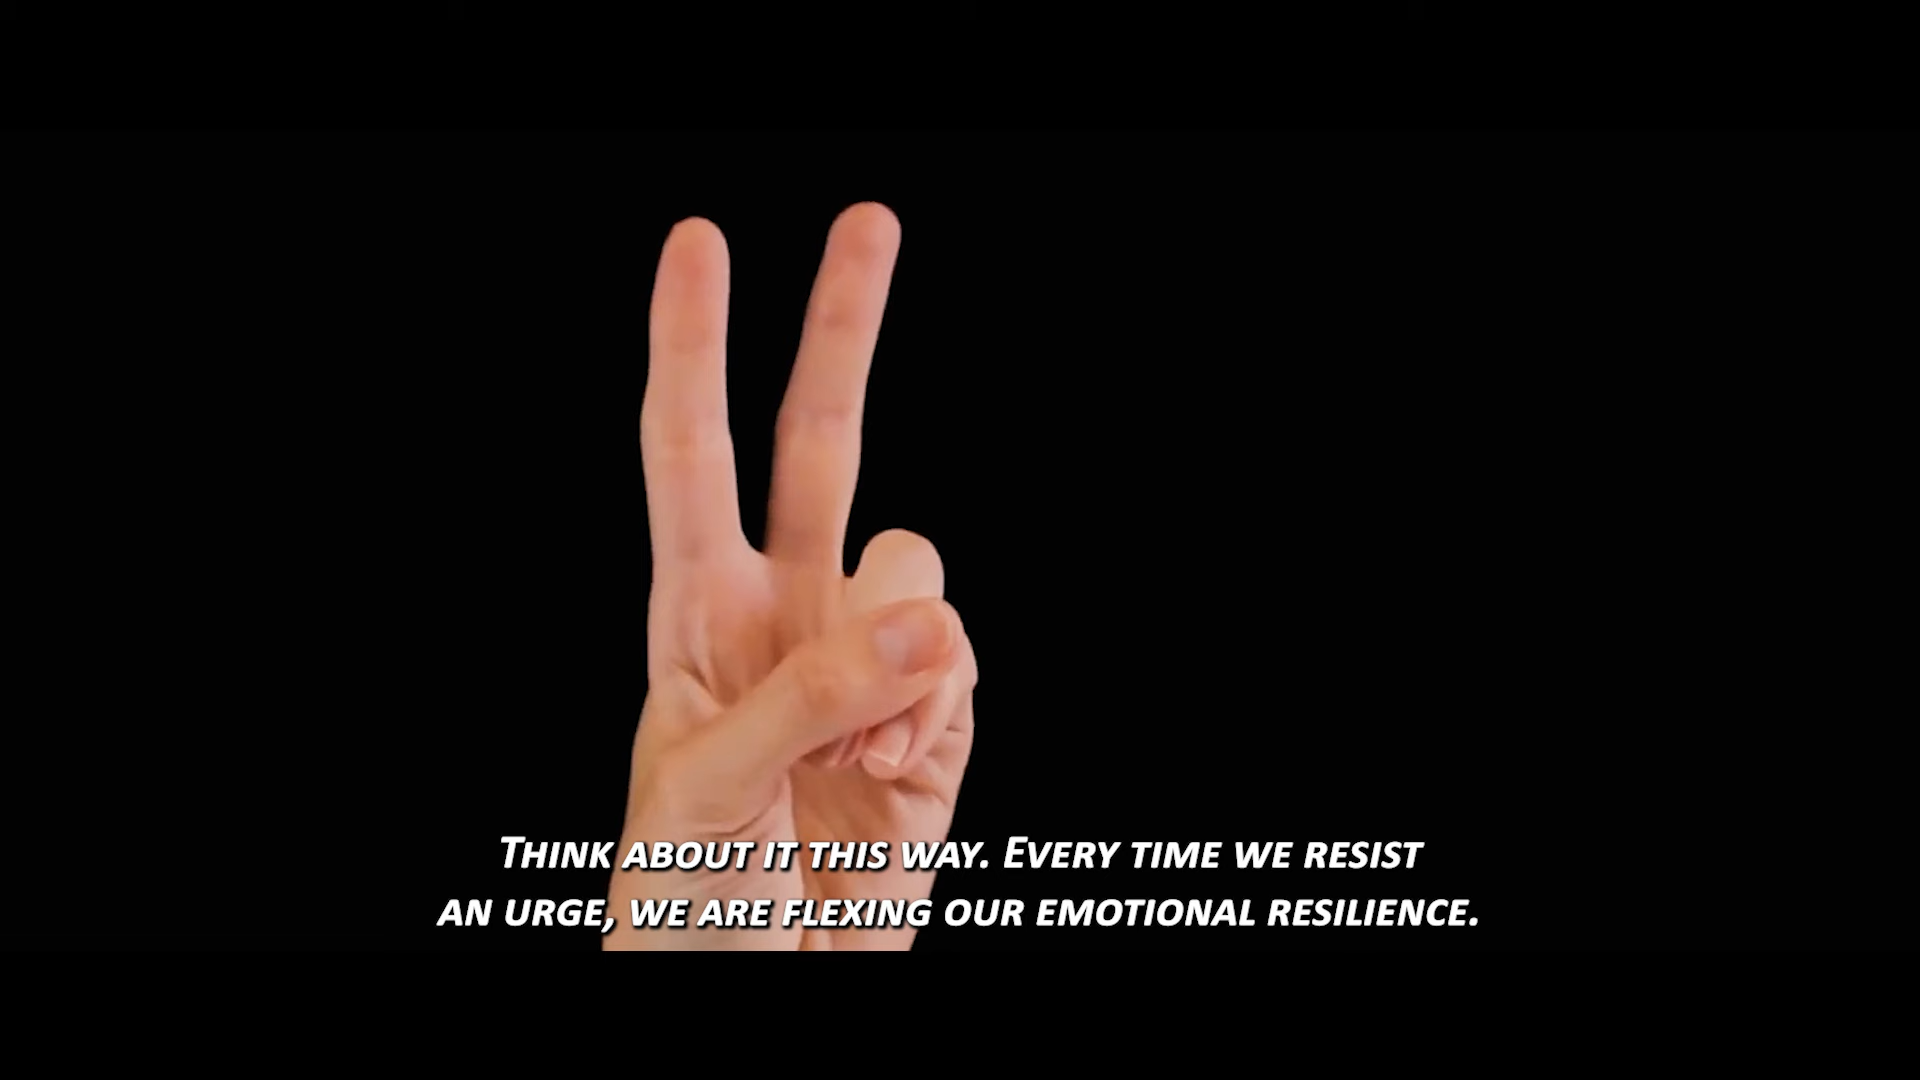 Think about it this way. Every time we resist
an urge, we are flexing our emotional resilience.